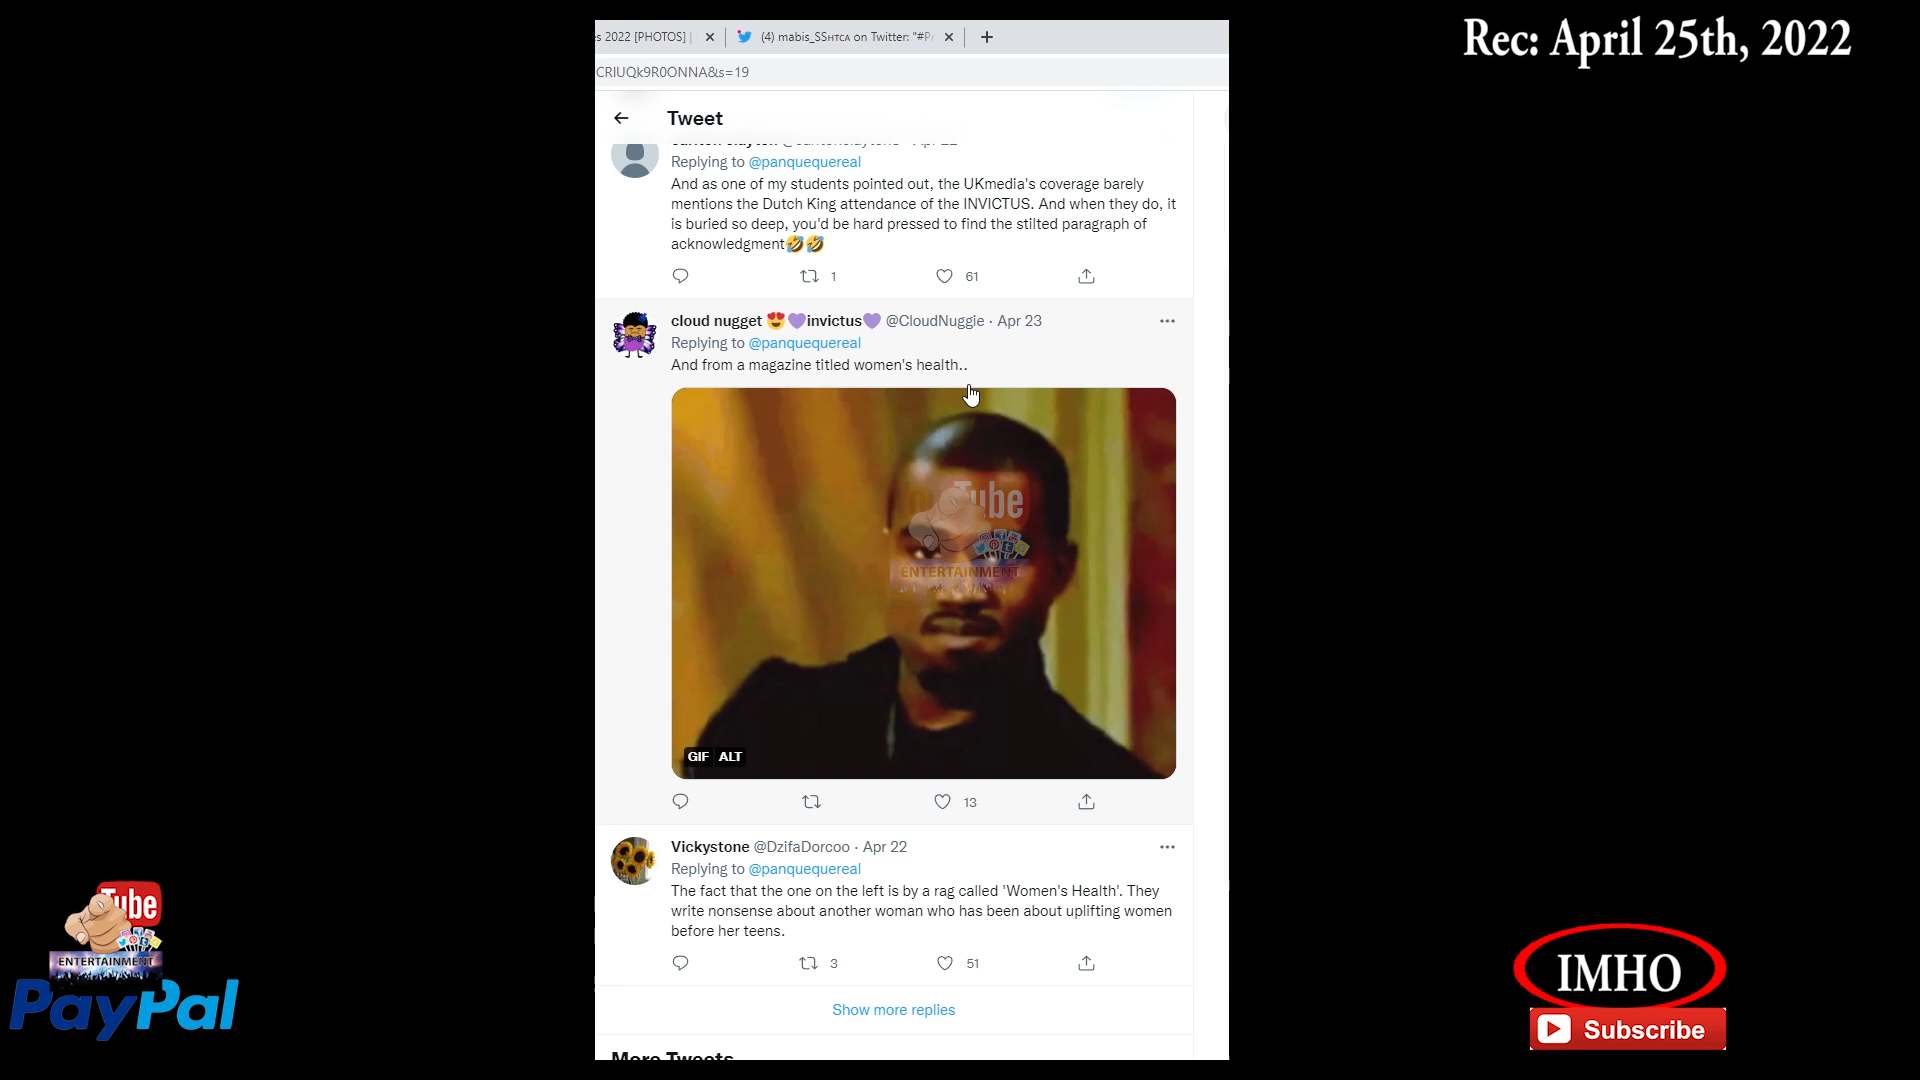 Rec: April 25th, 2022
s 2022 [PHOTOS] |
(4) mabis_SSHTCA on Twitter: "#Pr
CRIUQk9R0ONNA&s=19
Tweet
Replying to @panquequereal
And as one of my students pointed out, the UKmedia's coverage barely
mentions the Dutch King attendance of the INVICTUS. And when they do, it
is buried so deep, you'd be hard pressed to find the stilted paragraph of
acknowledgment🤣🤣
1 61
cloud nugget 😍💜invictus💜 @CloudNuggie · Apr 23
Replying to @panquequereal
And from a magazine titled women's health..
YouTube
ENTERTAINMENT
GIF ALT
13
Vickystone @DzifaDorcoo · Apr 22
Replying to @panquequereal
The fact that the one on the left is by a rag called 'Women's Health'. They
write nonsense about another woman who has been about uplifting women
before her teens.
3 51
Show more replies
More Tweets
Tube
ENTERTAINMENT
PayPal
IMHO
Subscribe